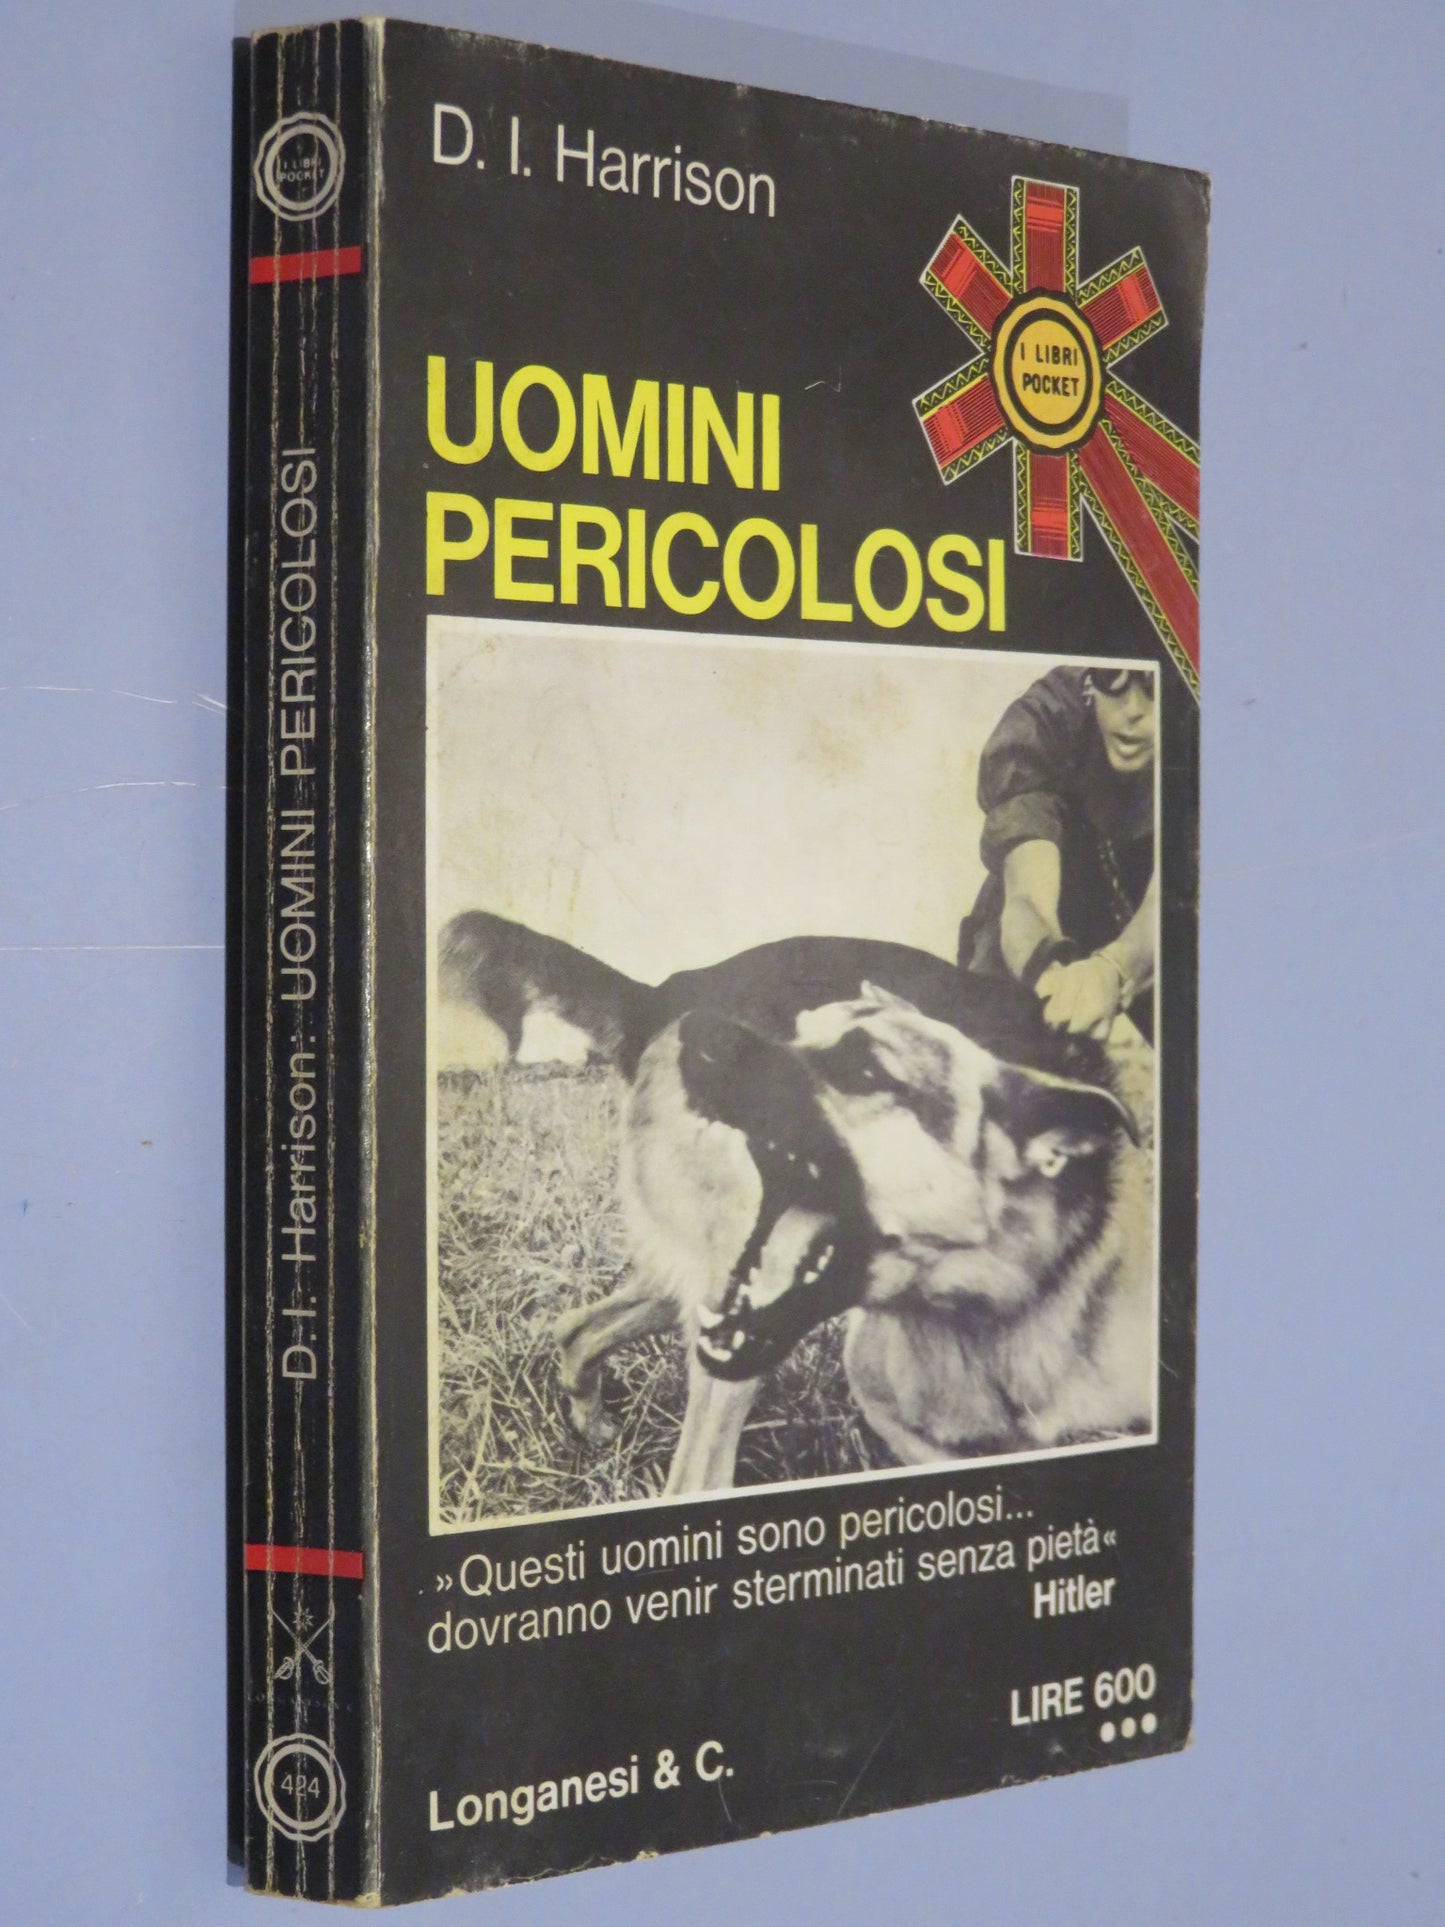 D. I. Harrison
I LIBRI
POCKET
UOMINI
PERICOLOSI
»Questi uomini sono pericolosi...
dovranno venir sterminati senza pietà«
Hitler
LIRE 600
Longanesi & C.
I LIBRI
POCKET
D. I. Harrison: UOMINI PERICOLOSI
424